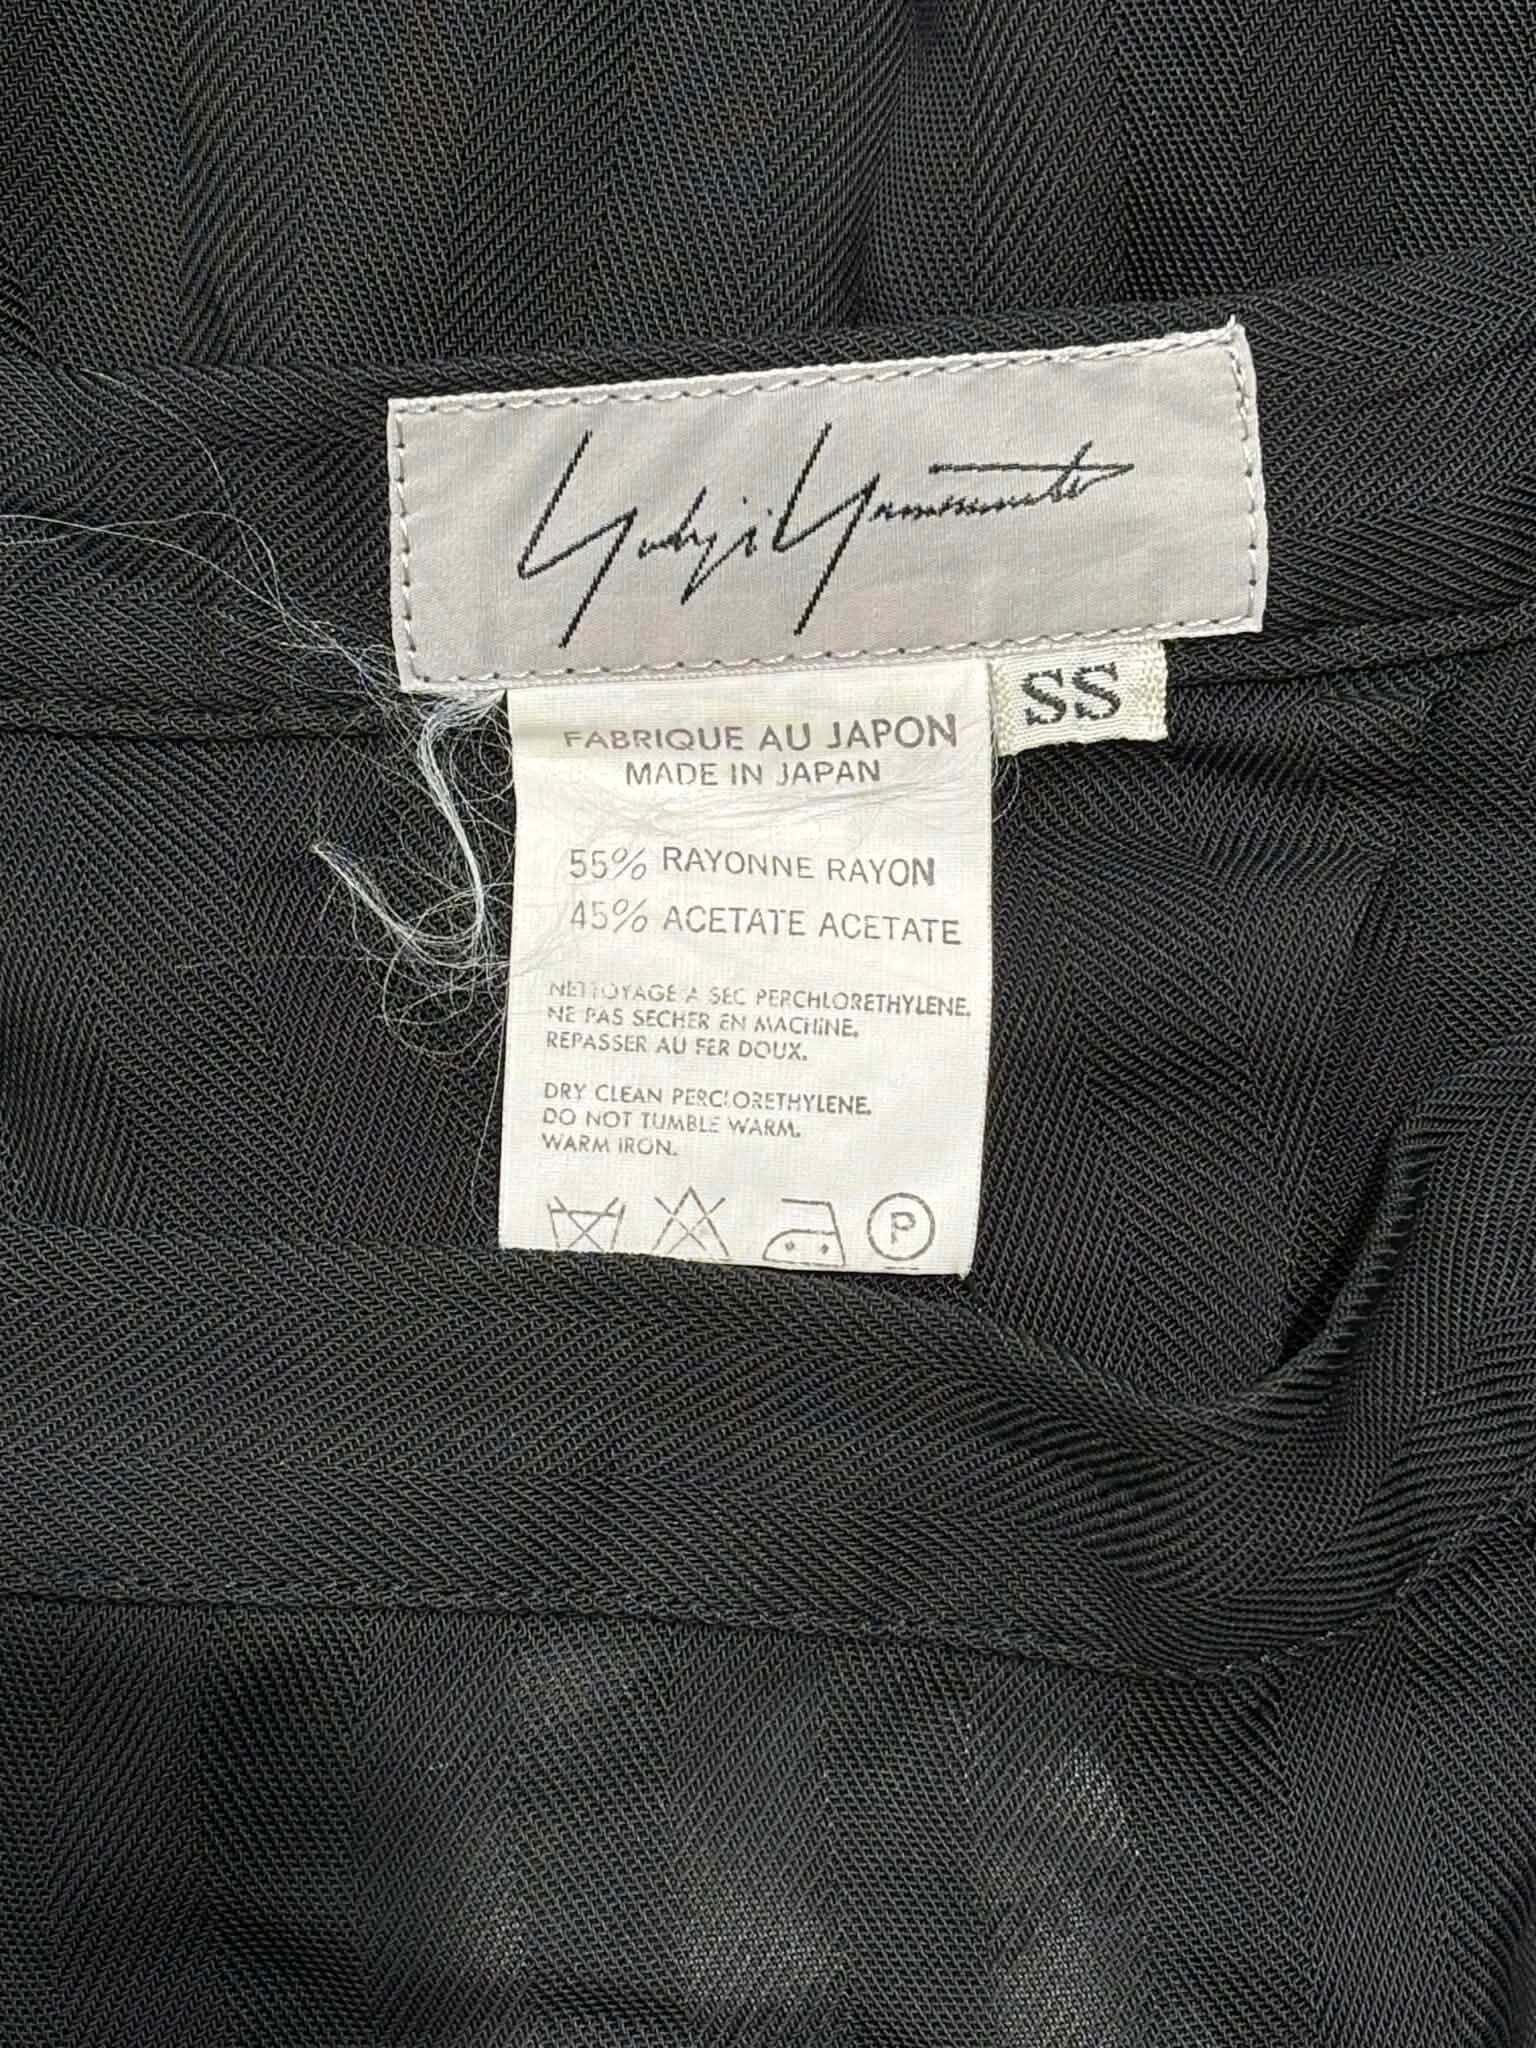 Yohji Yamamoto
SS
FABRIQUE AU JAPON
MADE IN JAPAN
55% RAYONNE RAYON
45% ACETATE ACETATE
NETTOYAGE A SEC PERCHLORETHYLENE.
NE PAS SECHER EN MACHINE.
REPASSER AU FER DOUX.
DRY CLEAN PERCLORETHYLENE.
DO NOT TUMBLE WARM.
WARM IRON.
P